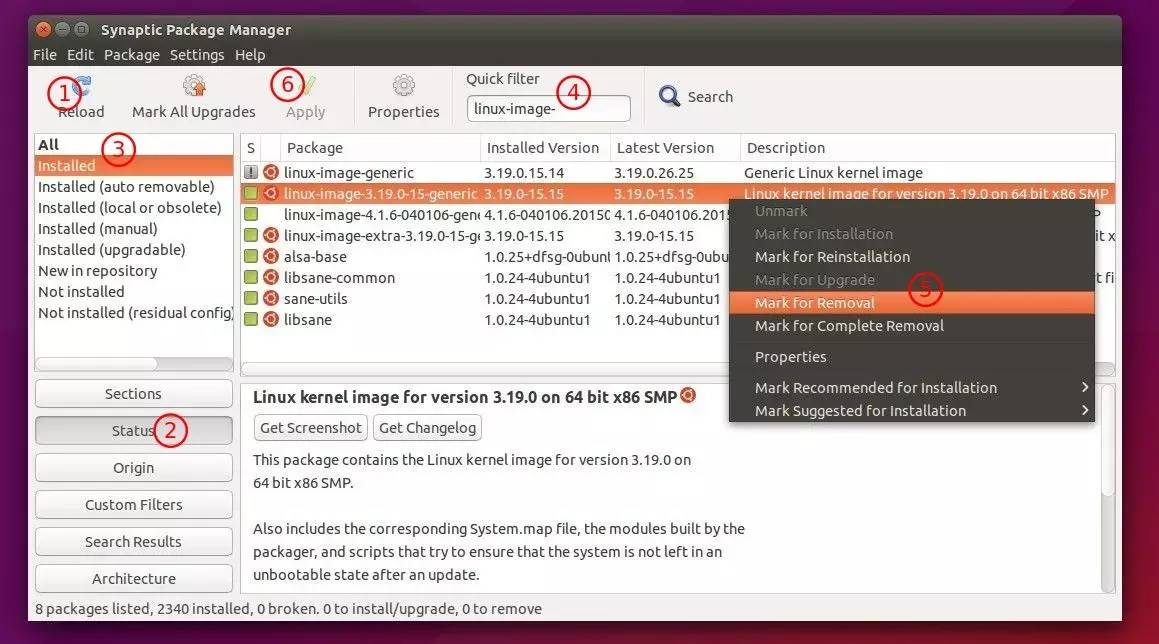 Synaptic Package Manager
File Edit Package Settings Help
1 Reload
Mark All Upgrades
6 Apply
Properties
Quick filter
4
linux-image-
Search
All
3
Installed
Installed (auto removable)
Installed (local or obsolete)
Installed (manual)
Installed (upgradable)
New in repository
Not installed
Not installed (residual config)
S Package Installed Version Latest Version Description
! linux-image-generic 3.19.0.15.14 3.19.0.26.25 Generic Linux kernel image
linux-image-3.19.0-15-generic 3.19.0-15.15 3.19.0-15.15 Linux kernel image for version 3.19.0 on 64 bit x86 SMP
linux-image-4.1.6-040106-gen 4.1.6-040106.2015 4.1.6-040106.201
linux-image-extra-3.19.0-15-ge 3.19.0-15.15 3.19.0-15.15
alsa-base 1.0.25+dfsg-0ubunt 1.0.25+dfsg-0ubun
libsane-common 1.0.24-4ubuntu1 1.0.24-4ubuntu1
sane-utils 1.0.24-4ubuntu1 1.0.24-4ubuntu1
libsane 1.0.24-4ubuntu1 1.0.24-4ubuntu1
Unmark
Mark for Installation
Mark for Reinstallation
Mark for Upgrade
Mark for Removal
5
Mark for Complete Removal
Properties
Mark Recommended for Installation
Mark Suggested for Installation
Sections
Status 2
Origin
Custom Filters
Search Results
Architecture
Linux kernel image for version 3.19.0 on 64 bit x86 SMP
Get Screenshot Get Changelog
This package contains the Linux kernel image for version 3.19.0 on
64 bit x86 SMP.
Also includes the corresponding System.map file, the modules built by the
packager, and scripts that try to ensure that the system is not left in an
unbootable state after an update.
8 packages listed, 2340 installed, 0 broken. 0 to install/upgrade, 0 to remove